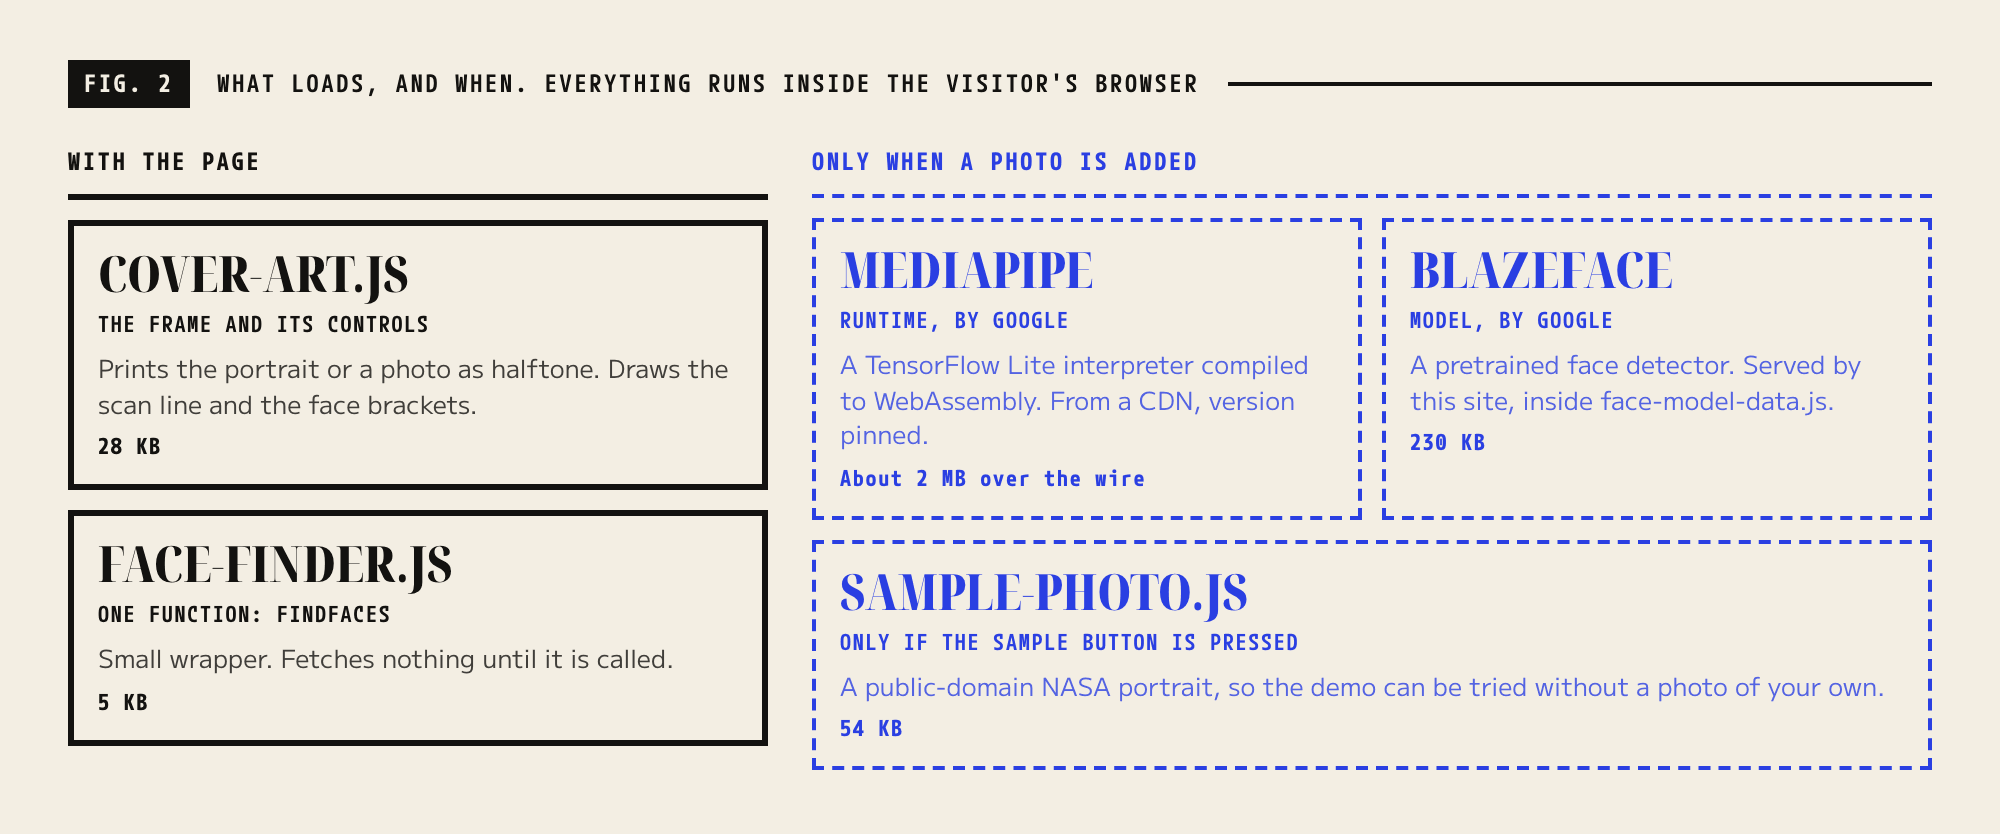 FIG. 2
WHAT LOADS, AND WHEN. EVERYTHING RUNS INSIDE THE VISITOR'S BROWSER
WITH THE PAGE
COVER-ART.JS
THE FRAME AND ITS CONTROLS
Prints the portrait or a photo as halftone. Draws the
scan line and the face brackets.
28 KB
FACE-FINDER.JS
ONE FUNCTION: FINDFACES
Small wrapper. Fetches nothing until it is called.
5 KB
ONLY WHEN A PHOTO IS ADDED
MEDIAPIPE
RUNTIME, BY GOOGLE
A TensorFlow Lite interpreter compiled
to WebAssembly. From a CDN, version
pinned.
About 2 MB over the wire
BLAZEFACE
MODEL, BY GOOGLE
A pretrained face detector. Served by
this site, inside face-model-data.js.
230 KB
SAMPLE-PHOTO.JS
ONLY IF THE SAMPLE BUTTON IS PRESSED
A public-domain NASA portrait, so the demo can be tried without a photo of your own.
54 KB